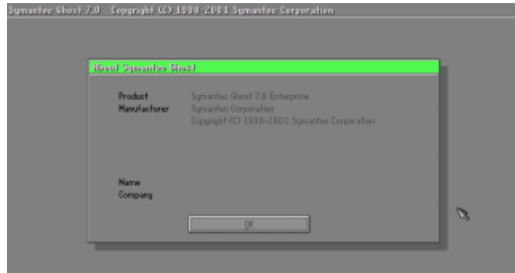 Symantec Ghost 7.0 Copyright (C) 1998-2001 Symantec Corporation
About Symantec Ghost
Product Symantec Ghost 7.0 Enterprise
Manufacturer Symantec Corporation
Copyright (C) 1998-2001 Symantec Corporation
Name
Company
OK